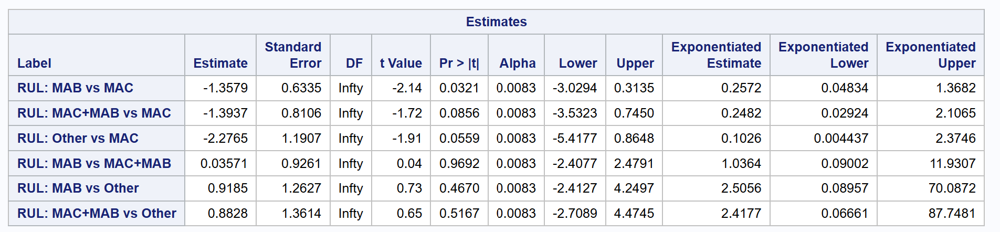 Estimates
Label Estimate Standard Error DF t Value Pr > |t| Alpha Lower Upper Exponentiated Estimate Exponentiated Lower Exponentiated Upper
RUL: MAB vs MAC -1.3579 0.6335 Infty -2.14 0.0321 0.0083 -3.0294 0.3135 0.2572 0.04834 1.3682
RUL: MAC+MAB vs MAC -1.3937 0.8106 Infty -1.72 0.0856 0.0083 -3.5323 0.7450 0.2482 0.02924 2.1065
RUL: Other vs MAC -2.2765 1.1907 Infty -1.91 0.0559 0.0083 -5.4177 0.8648 0.1026 0.004437 2.3746
RUL: MAB vs MAC+MAB 0.03571 0.9261 Infty 0.04 0.9692 0.0083 -2.4077 2.4791 1.0364 0.09002 11.9307
RUL: MAB vs Other 0.9185 1.2627 Infty 0.73 0.4670 0.0083 -2.4127 4.2497 2.5056 0.08957 70.0872
RUL: MAC+MAB vs Other 0.8828 1.3614 Infty 0.65 0.5167 0.0083 -2.7089 4.4745 2.4177 0.06661 87.7481